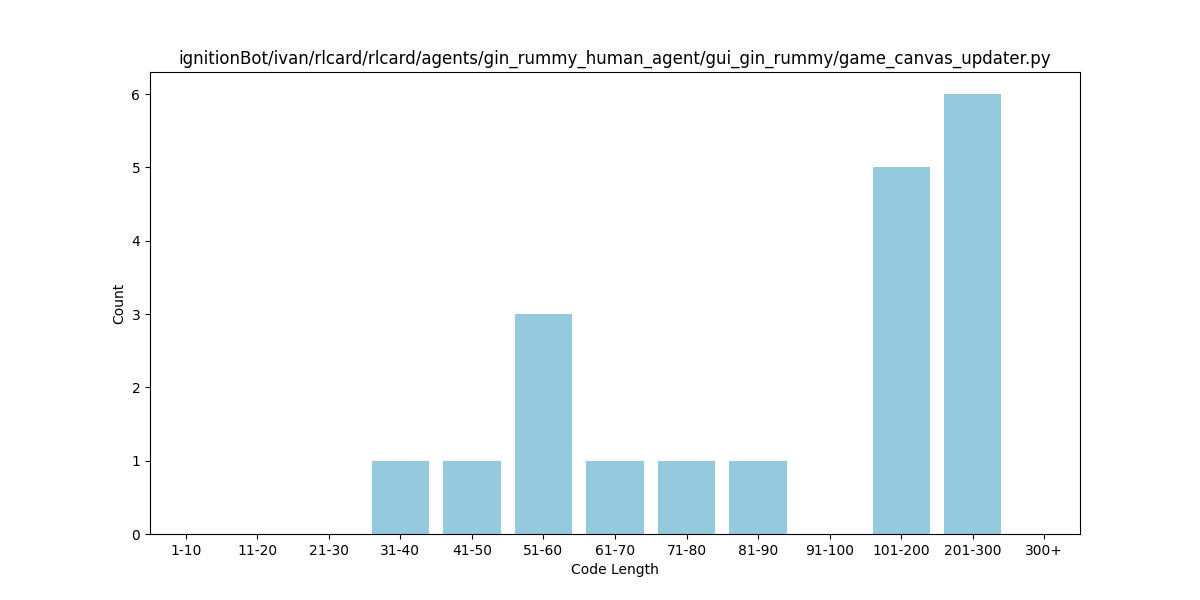 ignitionBot/ivan/rlcard/rlcard/agents/gin_rummy_human_agent/gui_gin_rummy/game_canvas_updater.py
6
5
4
3
2
1
0
Count
1-10 11-20 21-30 31-40 41-50 51-60 61-70 71-80 81-90 91-100 101-200 201-300 300+
Code Length